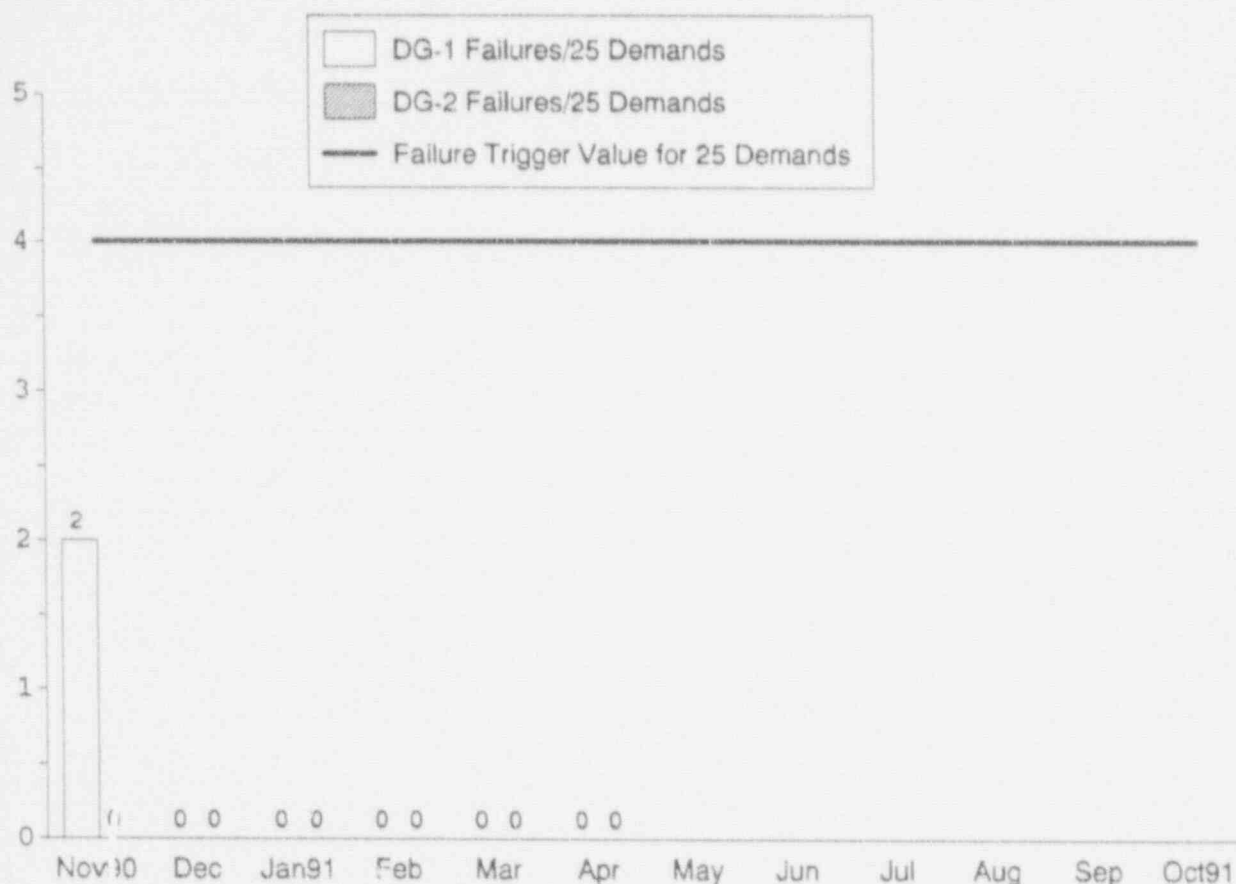 DG-1 Failures/25 Demands
DG-2 Failures/25 Demands
Failure Trigger Value for 25 Demands
5
4
3
2
2
1
0
0 0 0 0 0 0 0 0 0 0
Dec Jan91 Feb Mar Apr May Jun Jul Aug Sep Oct91